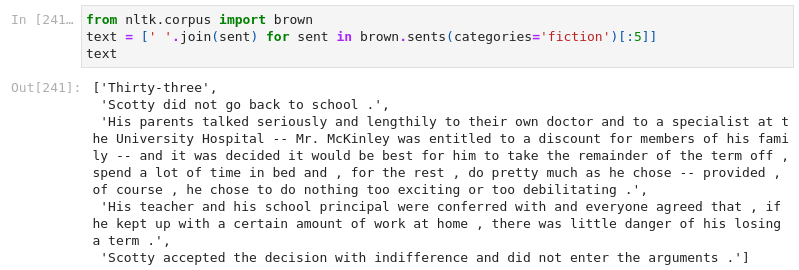 In [241… from nltk.corpus import brown
text = [' '.join(sent) for sent in brown.sents(categories='fiction')[:5]]
text
Out[241]: ['Thirty-three',
'Scotty did not go back to school .',
'His parents talked seriously and lengthily to their own doctor and to a specialist at t
he University Hospital -- Mr. McKinley was entitled to a discount for members of his fami
ly -- and it was decided it would be best for him to take the remainder of the term off ,
spend a lot of time in bed and , for the rest , do pretty much as he chose -- provided ,
of course , he chose to do nothing too exciting or too debilitating .',
'His teacher and his school principal were conferred with and everyone agreed that , if
he kept up with a certain amount of work at home , there was little danger of his losing
a term .',
'Scotty accepted the decision with indifference and did not enter the arguments .']